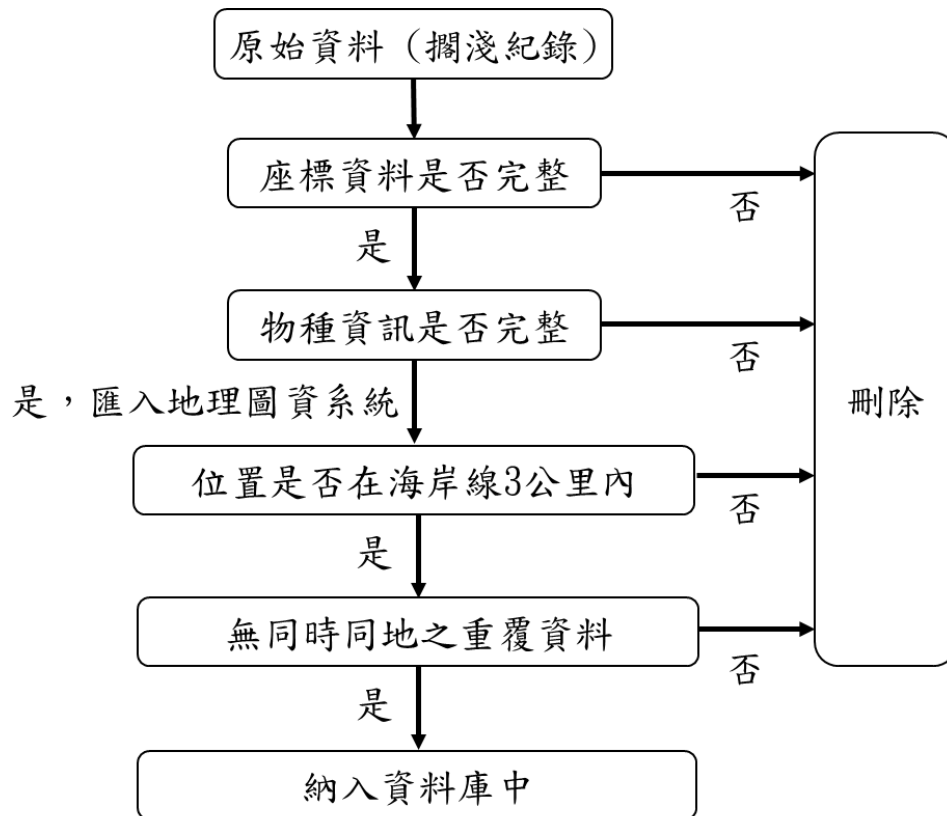 原始資料（擱淺紀錄）
座標資料是否完整
否
是
物種資訊是否完整
否
是，匯入地理圖資系統
刪除
位置是否在海岸線3公里內
否
是
無同時同地之重覆資料
否
是
納入資料庫中